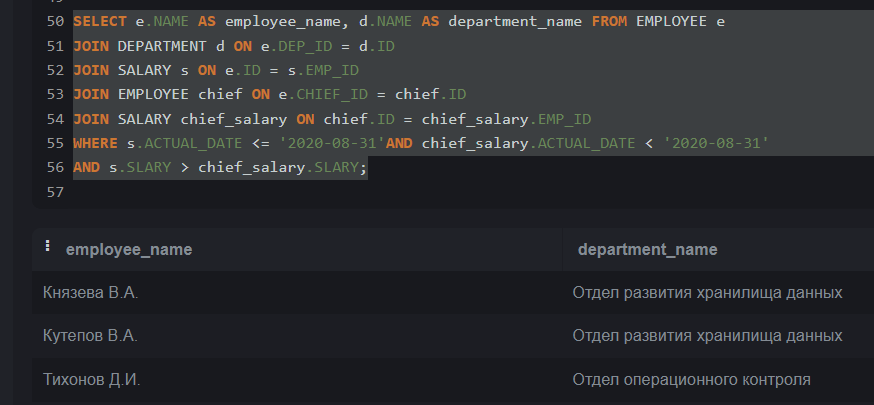 50 SELECT e.NAME AS employee_name, d.NAME AS department_name FROM EMPLOYEE e
51 JOIN DEPARTMENT d ON e.DEP_ID = d.ID
52 JOIN SALARY s ON e.ID = s.EMP_ID
53 JOIN EMPLOYEE chief ON e.CHIEF_ID = chief.ID
54 JOIN SALARY chief_salary ON chief.ID = chief_salary.EMP_ID
55 WHERE s.ACTUAL_DATE <= '2020-08-31'AND chief_salary.ACTUAL_DATE < '2020-08-31'
56 AND s.SLARY > chief_salary.SLARY;
57
employee_name department_name
Князева В.А. Отдел развития хранилища данных
Кутепов В.А. Отдел развития хранилища данных
Тихонов Д.И. Отдел операционного контроля